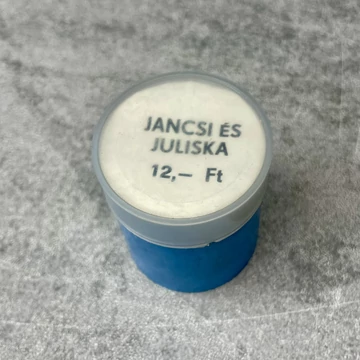 JANCSI ÉS
JULISKA
12,– Ft